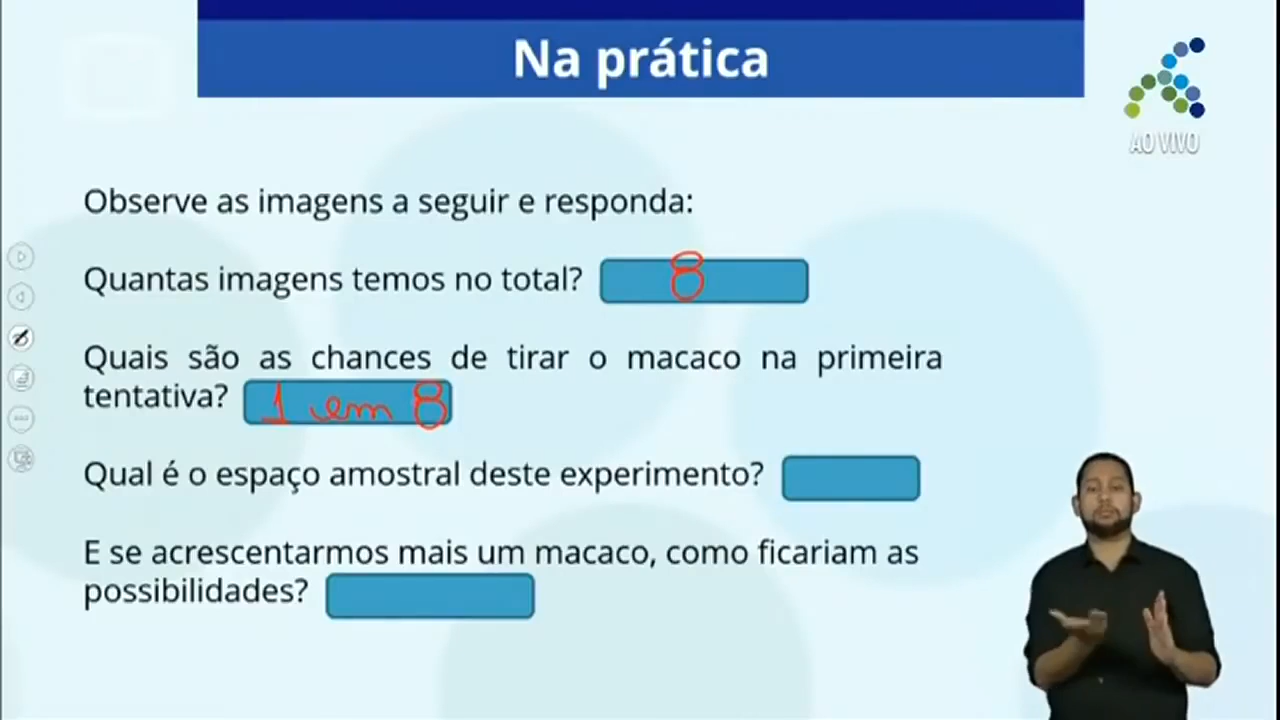 Na prática
AO VIVO
Observe as imagens a seguir e responda:
Quantas imagens temos no total? 8
Quais são as chances de tirar o macaco na primeira
tentativa? 1 em 8
Qual é o espaço amostral deste experimento?
E se acrescentarmos mais um macaco, como ficariam as
possibilidades?